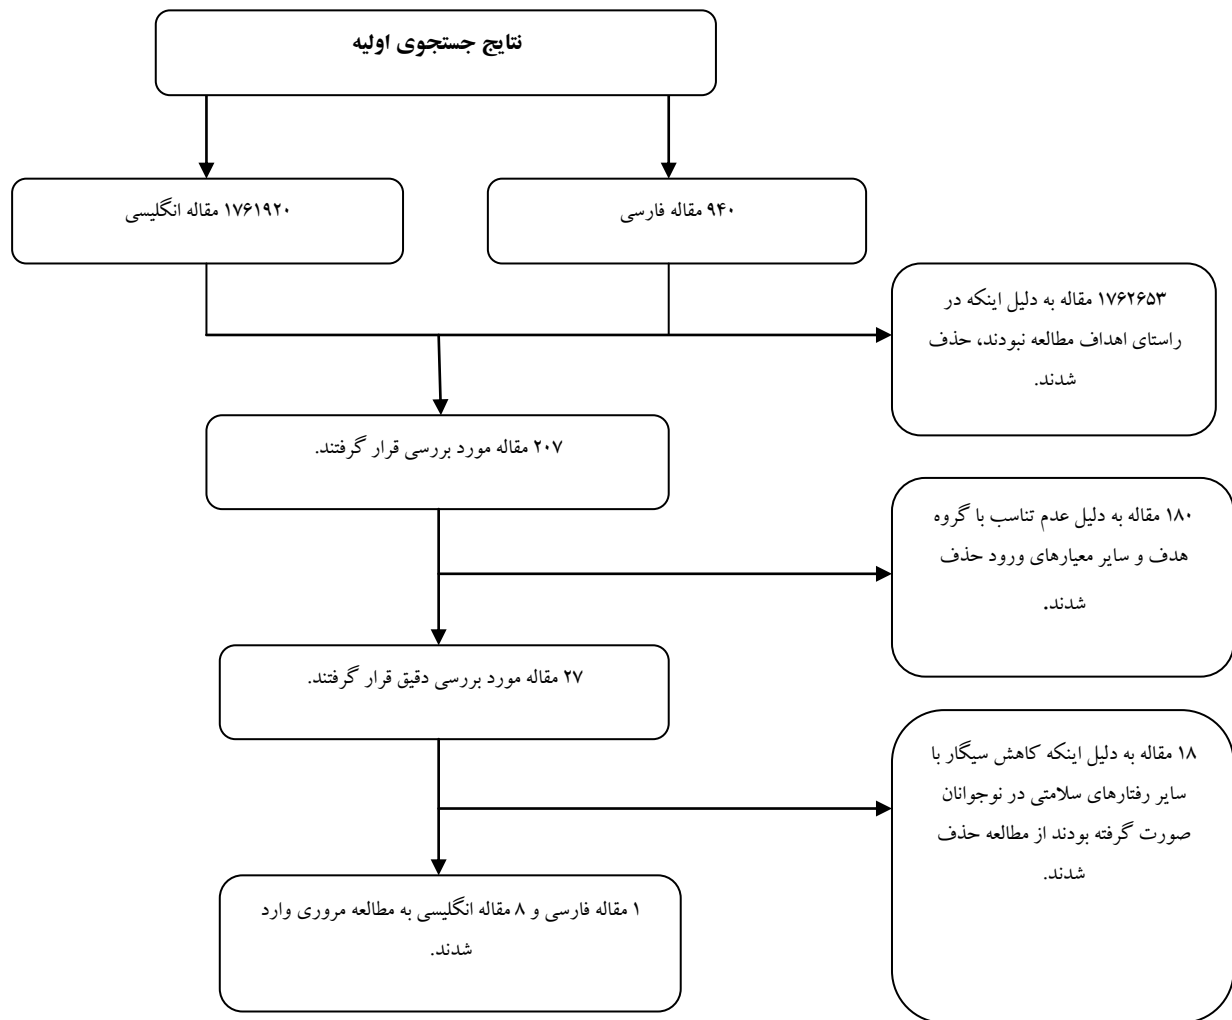 نتایج جستجوی اولیه
۹۴۰ مقاله فارسی
۱۷۶۱۹۲۰ مقاله انگلیسی
۱۷۶۲۶۵۳ مقاله به دلیل اینکه در
راستای اهداف مطالعه نبودند، حذف
شدند.
۲۰۷ مقاله مورد بررسی قرار گرفتند.
۱۸۰ مقاله به دلیل عدم تناسب با گروه
هدف و سایر معیارهای ورود حذف
شدند.
۲۷ مقاله مورد بررسی دقیق قرار گرفتند.
۱۸ مقاله به دلیل اینکه کاهش سیگار با
سایر رفتارهای سلامتی در نوجوانان
صورت گرفته بودند از مطالعه حذف
شدند.
۱ مقاله فارسی و ۸ مقاله انگلیسی به مطالعه مروری وارد
شدند.